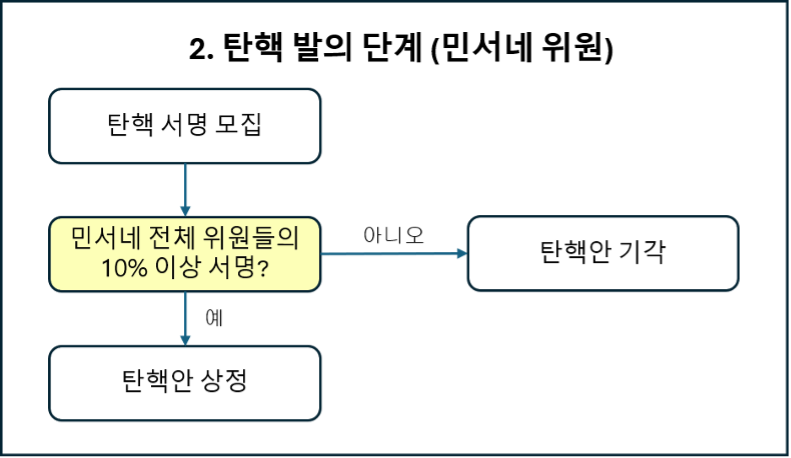 2. 탄핵 발의 단계 (민서네 위원)
탄핵 서명 모집
민서네 전체 위원들의
10% 이상 서명?
아니오
탄핵안 기각
예
탄핵안 상정